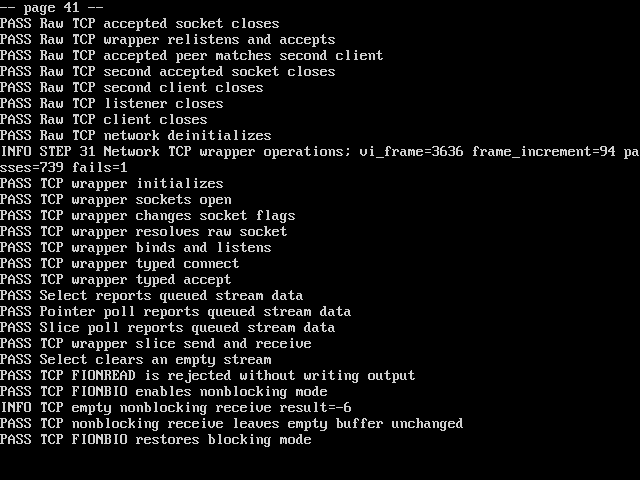 -- page 41 --
PASS Raw TCP accepted socket closes
PASS Raw TCP wrapper relistens and accepts
PASS Raw TCP accepted peer matches second client
PASS Raw TCP second accepted socket closes
PASS Raw TCP second client closes
PASS Raw TCP listener closes
PASS Raw TCP client closes
PASS Raw TCP network deinitializes
INFO STEP 31 Network TCP wrapper operations; vi_frame=3636 frame_increment=94 pa
sses=739 fails=1
PASS TCP wrapper initializes
PASS TCP wrapper sockets open
PASS TCP wrapper changes socket flags
PASS TCP wrapper resolves raw socket
PASS TCP wrapper binds and listens
PASS TCP wrapper typed connect
PASS TCP wrapper typed accept
PASS Select reports queued stream data
PASS Pointer poll reports queued stream data
PASS Slice poll reports queued stream data
PASS TCP wrapper slice send and receive
PASS Select clears an empty stream
PASS TCP FIONREAD is rejected without writing output
PASS TCP FIONBIO enables nonblocking mode
INFO TCP empty nonblocking receive result=-6
PASS TCP nonblocking receive leaves empty buffer unchanged
PASS TCP FIONBIO restores blocking mode